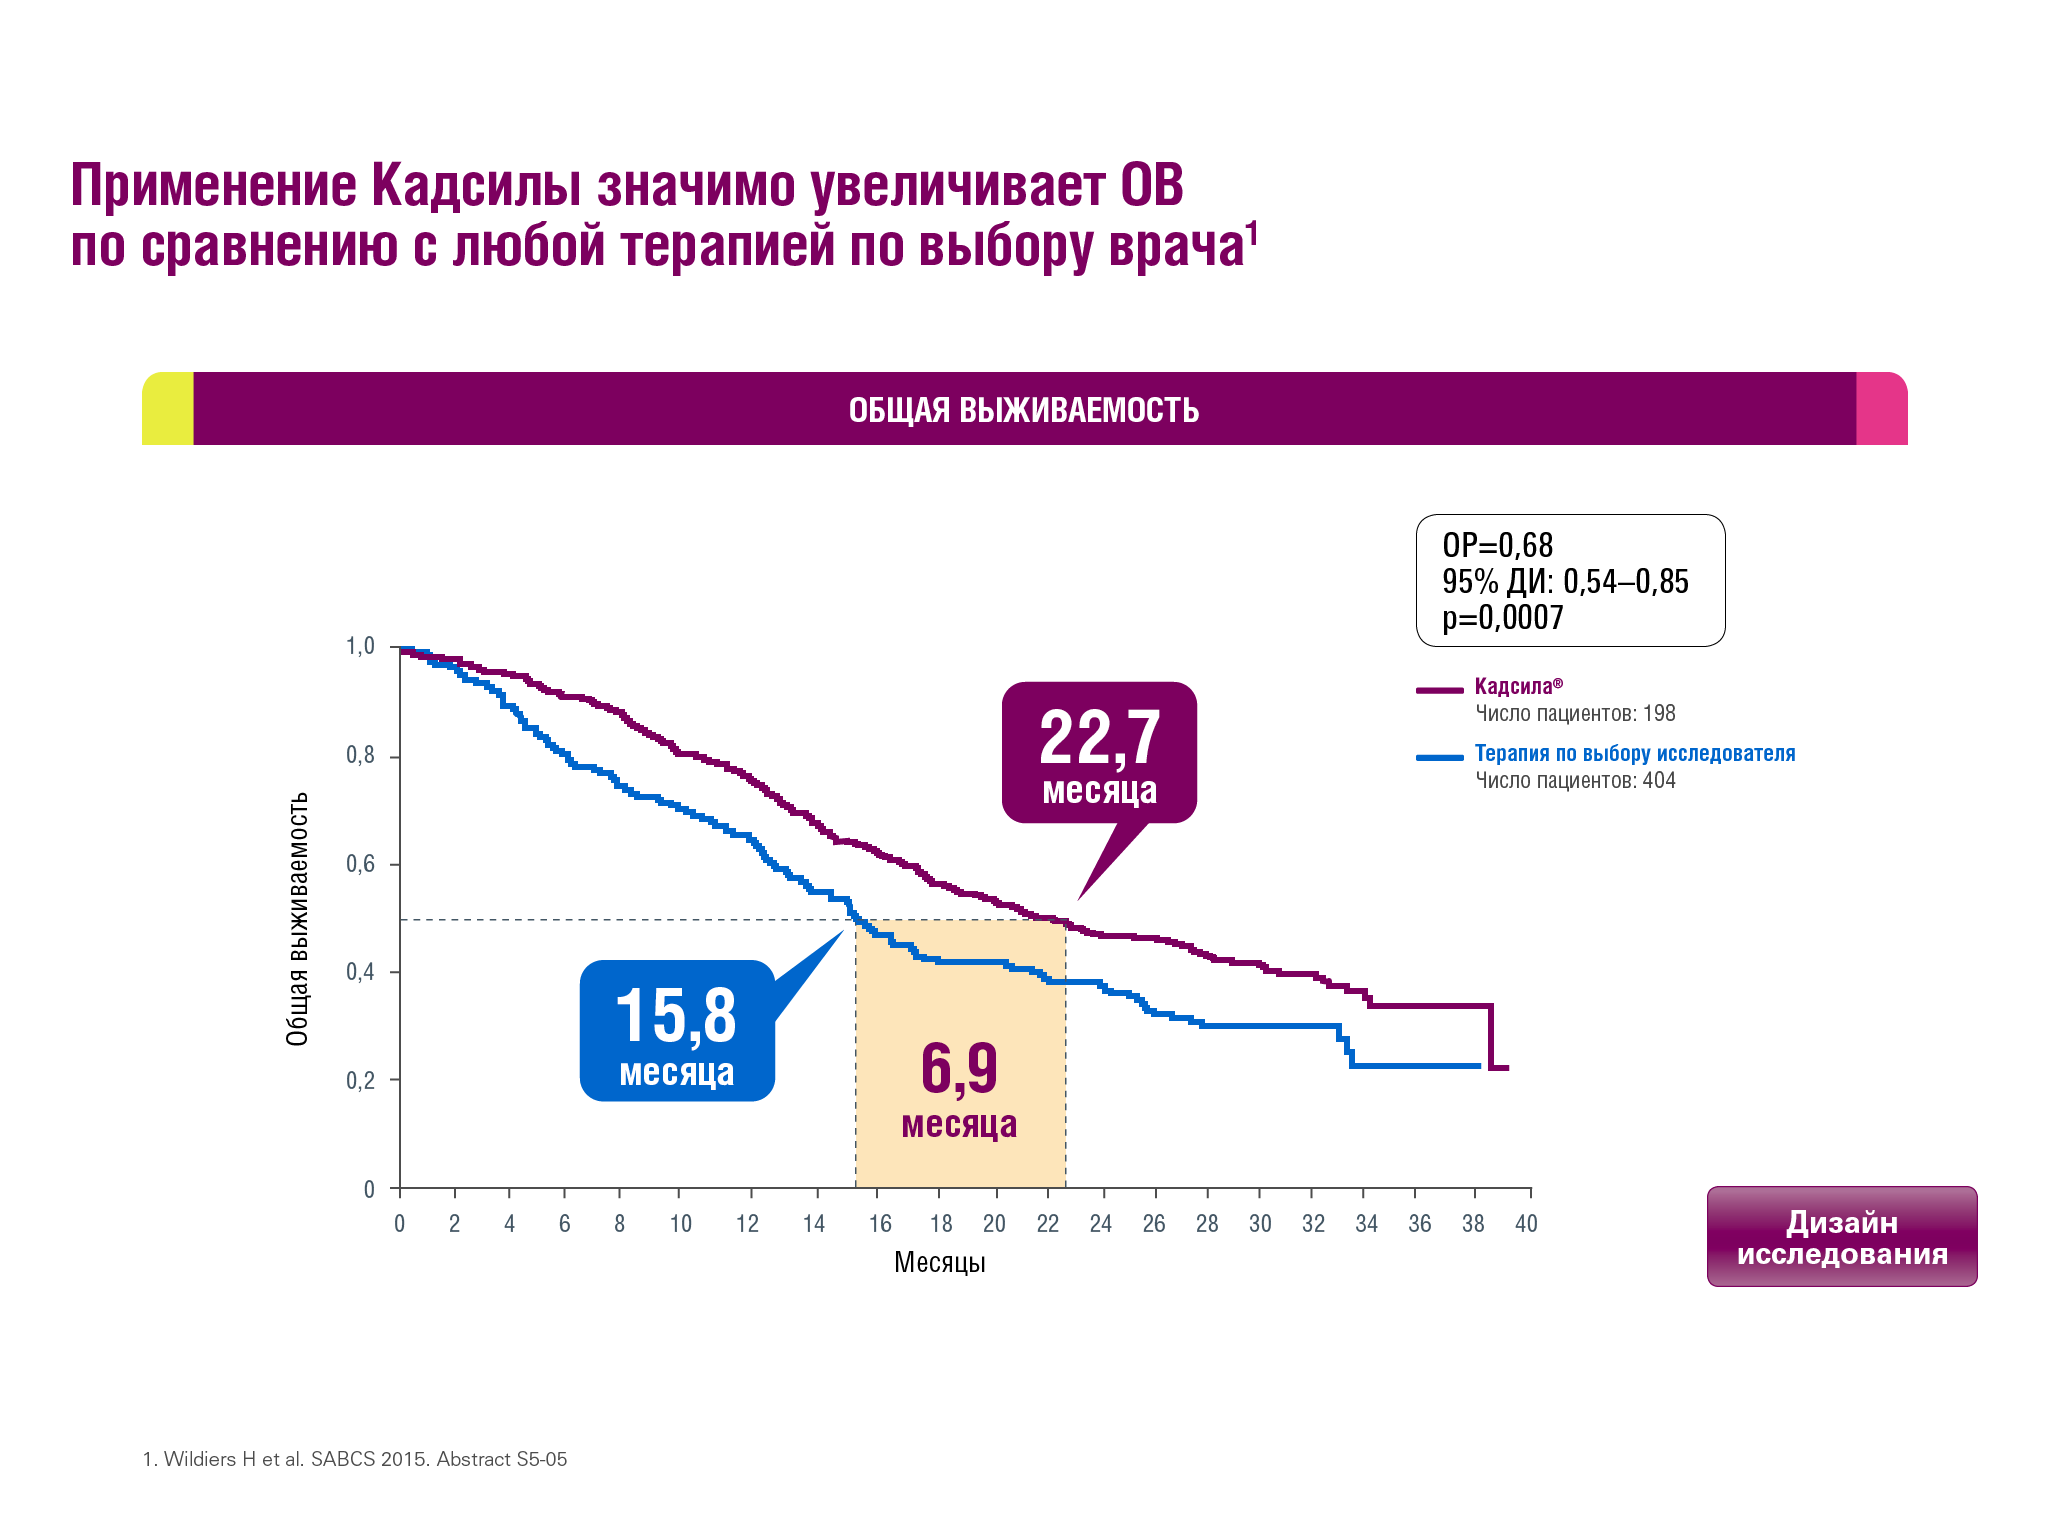 Применение Кадсилы значимо увеличивает ОВ
по сравнению с любой терапией по выбору врача¹
ОБЩАЯ ВЫЖИВАЕМОСТЬ
ОР=0,68
95% ДИ: 0,54–0,85
p=0,0007
Кадсила®
Число пациентов: 198
Терапия по выбору исследователя
Число пациентов: 404
22,7
месяца
15,8
месяца
6,9
месяца
Общая выживаемость
1,0
0,8
0,6
0,4
0,2
0
0 2 4 6 8 10 12 14 16 18 20 22 24 26 28 30 32 34 36 38 40
Месяцы
Дизайн
исследования
1. Wildiers H et al. SABCS 2015. Abstract S5-05